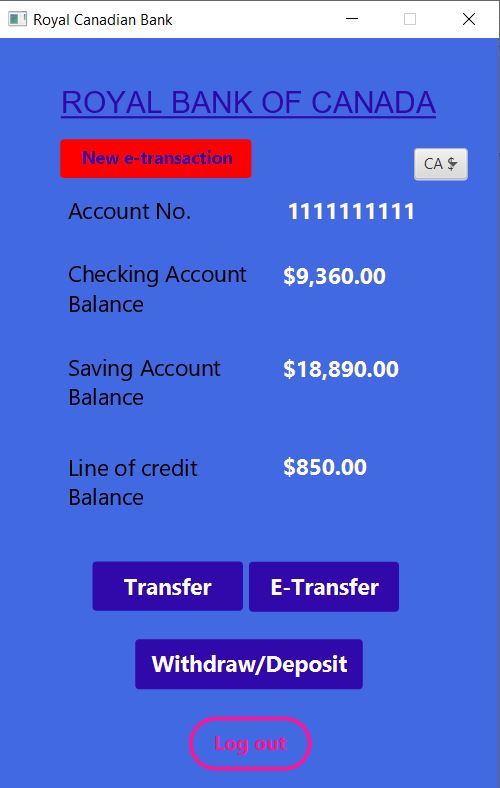 Royal Canadian Bank
ROYAL BANK OF CANADA
New e-transaction
CA $
Account No. 1111111111
Checking Account $9,360.00
Balance
Saving Account $18,890.00
Balance
Line of credit $850.00
Balance
Transfer E-Transfer
Withdraw/Deposit
Log out